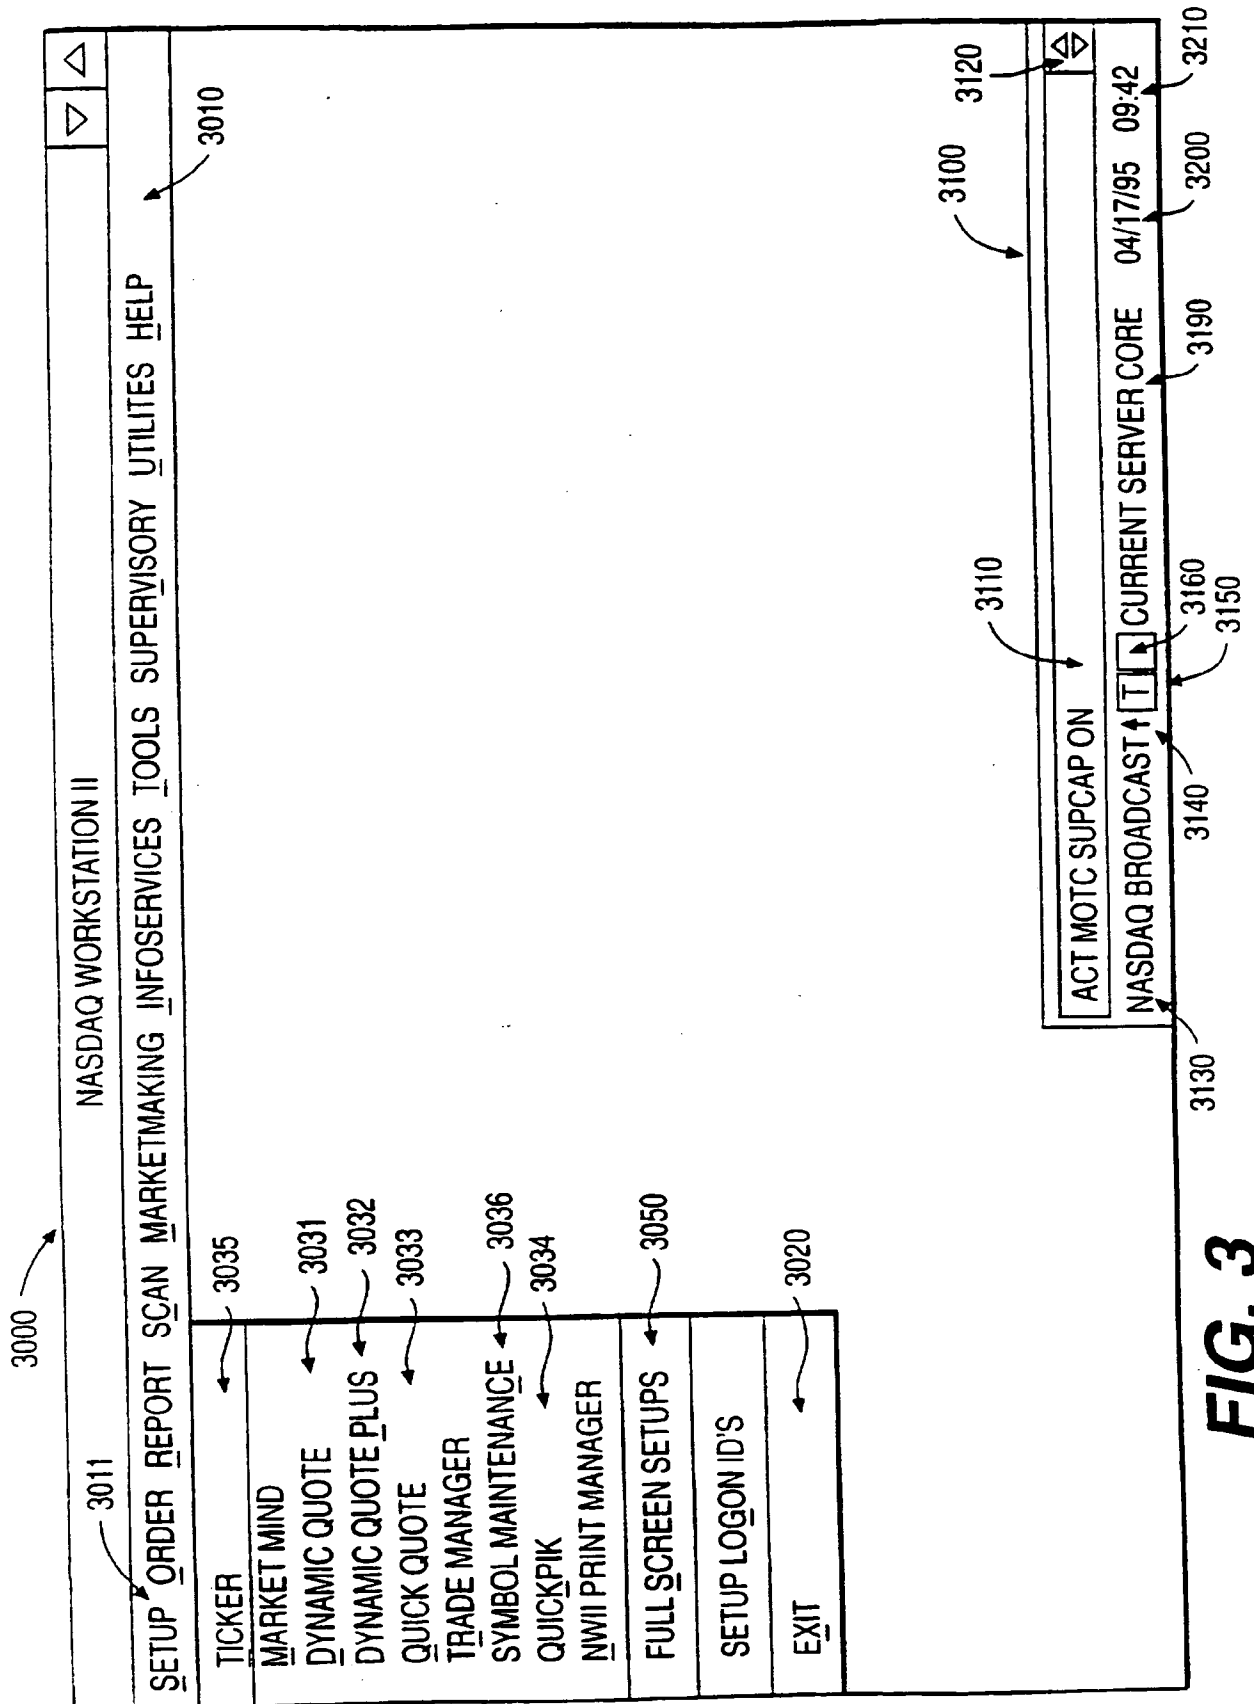 3000
NASDAQ WORKSTATION II
3011
SETUP ORDER REPORT SCAN MARKETMAKING INFOSERVICES TOOLS SUPERVISORY UTILITES HELP
3010
TICKER
3035
MARKET MIND
DYNAMIC QUOTE
3031
DYNAMIC QUOTE PLUS
3032
QUICK QUOTE
3033
TRADE MANAGER
SYMBOL MAINTENANCE
3036
QUICKPIK
3034
NWII PRINT MANAGER
FULL SCREEN SETUPS
3050
SETUP LOGON ID'S
EXIT
3020
3100
3110
3120
ACT MOTC SUPCAP ON
NASDAQ BROADCAST T CURRENT SERVER CORE 04/17/95 09:42
3130
3140
3160
3150
3190
3200
3210
FIG. 3